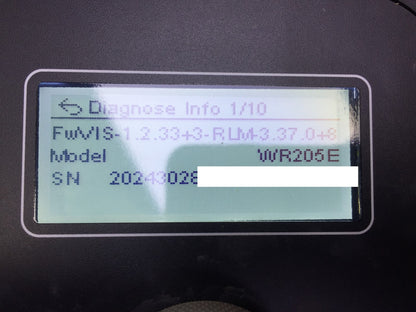 Diagnose Info 1/10
FwVIS-1.2.33+3-RLM-3.37.0+8
Model WR205E
SN 20243028